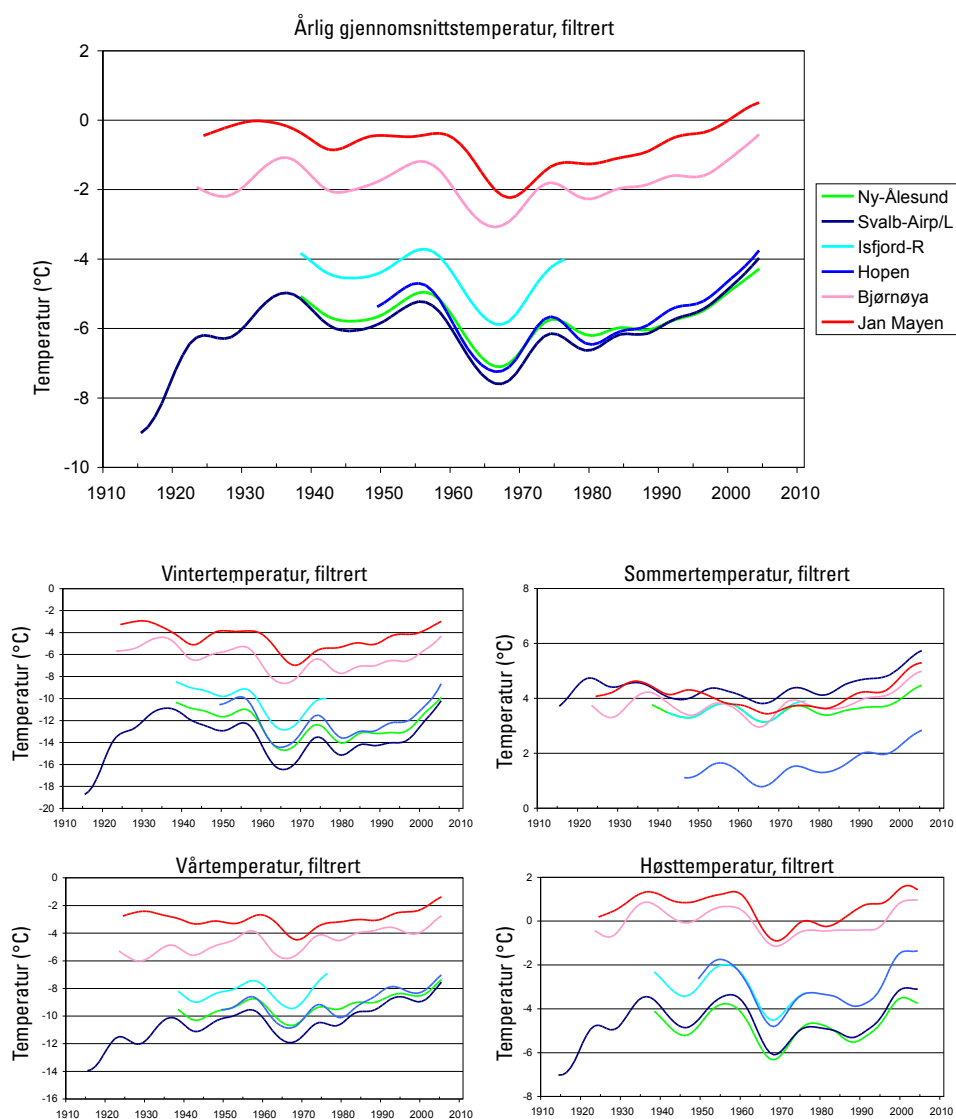 Årlig gjennomsnittstemperatur, filtrert
Temperatur (°C)
2
0
-2
-4
-6
-8
-10
1910 1920 1930 1940 1950 1960 1970 1980 1990 2000 2010
Ny-Ålesund
Svalb-Airp/L
Isfjord-R
Hopen
Bjørnøya
Jan Mayen
Vintertemperatur, filtrert
Temperatur (°C)
0
-2
-4
-6
-8
-10
-12
-14
-16
-18
-20
1910 1920 1930 1940 1950 1960 1970 1980 1990 2000 2010
Sommertemperatur, filtrert
Temperatur (°C)
8
6
4
2
0
1910 1920 1930 1940 1950 1960 1970 1980 1990 2000 2010
Vårtemperatur, filtrert
Temperatur (°C)
0
-2
-4
-6
-8
-10
-12
-14
-16
1910 1920 1930 1940 1950 1960 1970 1980 1990 2000 2010
Høsttemperatur, filtrert
Temperatur (°C)
2
0
-2
-4
-6
-8
1910 1920 1930 1940 1950 1960 1970 1980 1990 2000 2010